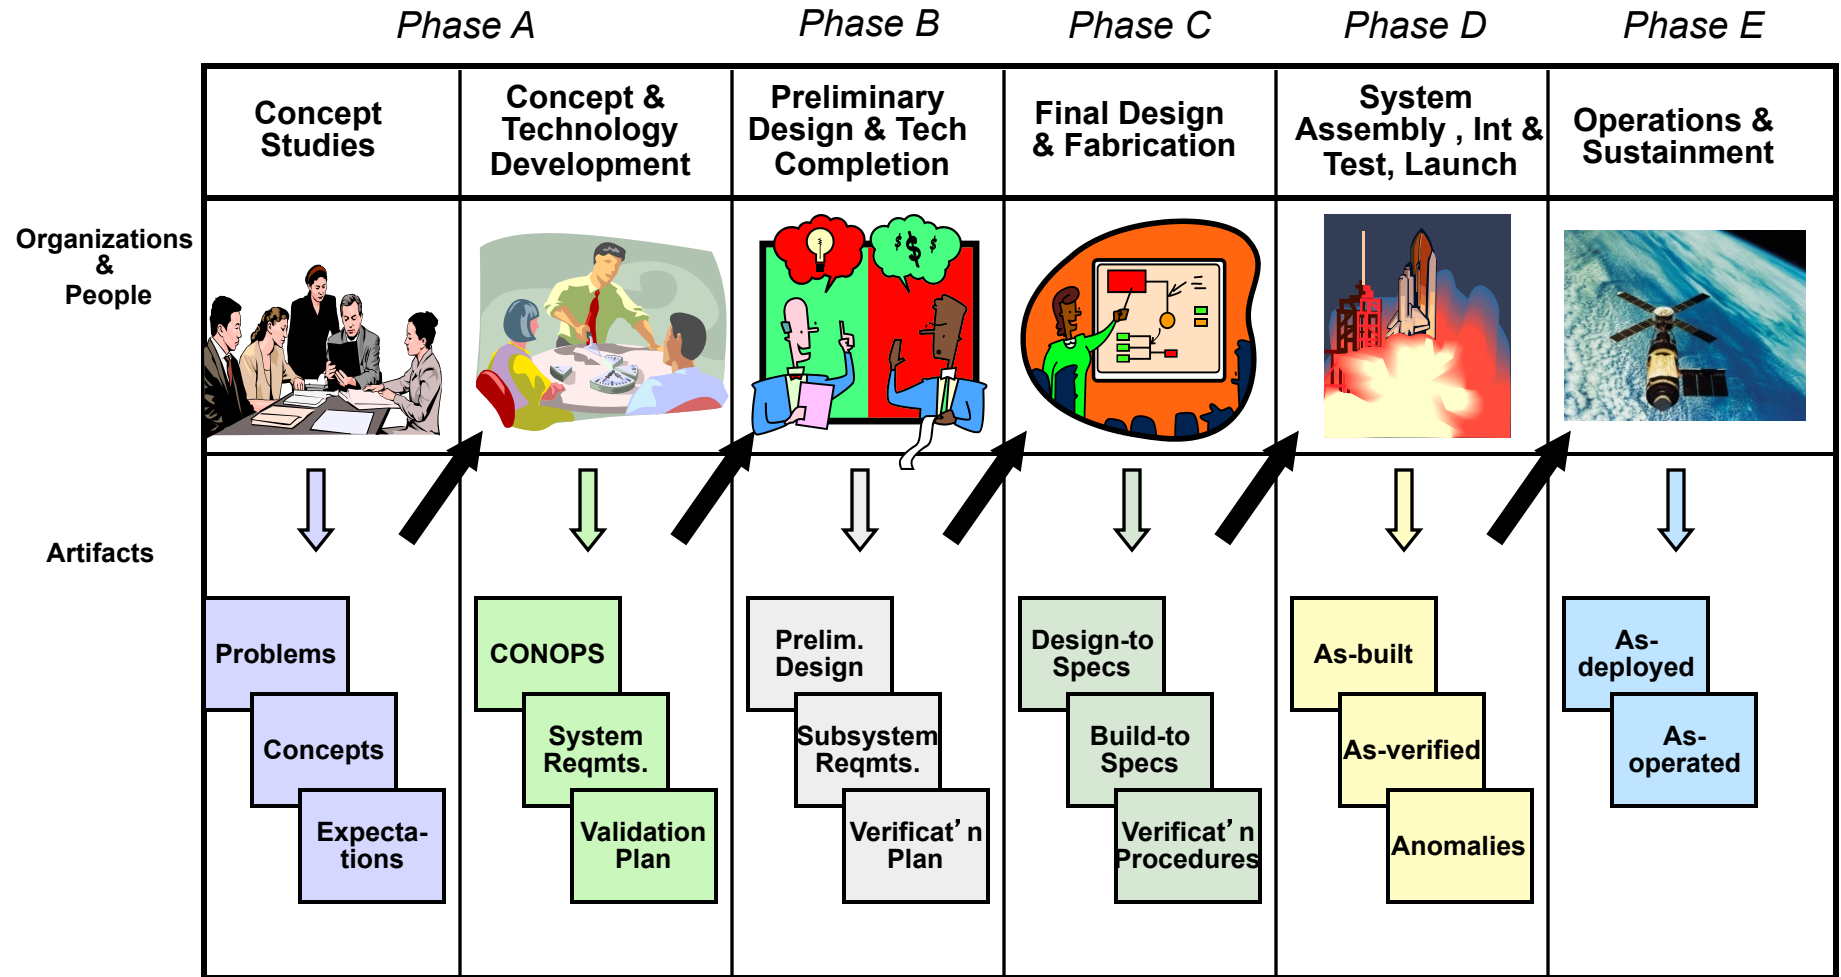 Phase A
Phase B
Phase C
Phase D
Phase E
Concept
Studies
Concept &
Technology
Development
Preliminary
Design & Tech
Completion
Final Design
& Fabrication
System
Assembly , Int &
Test, Launch
Operations &
Sustainment
Organizations
&
People
$ $ $
Artifacts
Problems
Concepts
Expecta-
tions
CONOPS
System
Reqmts.
Validation
Plan
Prelim.
Design
Subsystem
Reqmts.
Verificat’n
Plan
Design-to
Specs
Build-to
Specs
Verificat’n
Procedures
As-built
As-verified
Anomalies
As-
deployed
As-
operated